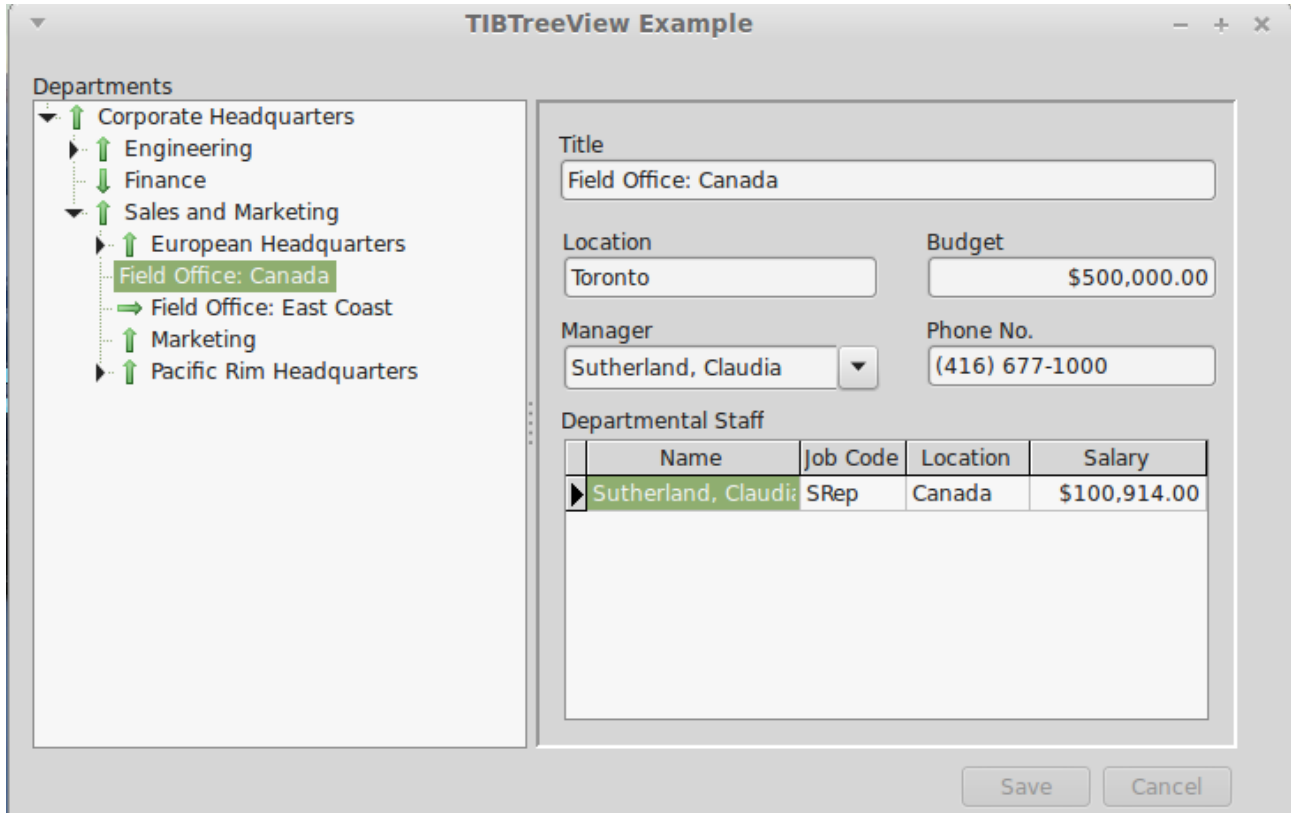 TIBTreeView Example
Departments
Corporate Headquarters
Engineering
Finance
Sales and Marketing
European Headquarters
Field Office: Canada
Field Office: East Coast
Marketing
Pacific Rim Headquarters
Title
Field Office: Canada
Location Budget
Toronto $500,000.00
Manager Phone No.
Sutherland, Claudia (416) 677-1000
Departmental Staff
Name Job Code Location Salary
Sutherland, Claudia SRep Canada $100,914.00
Save Cancel